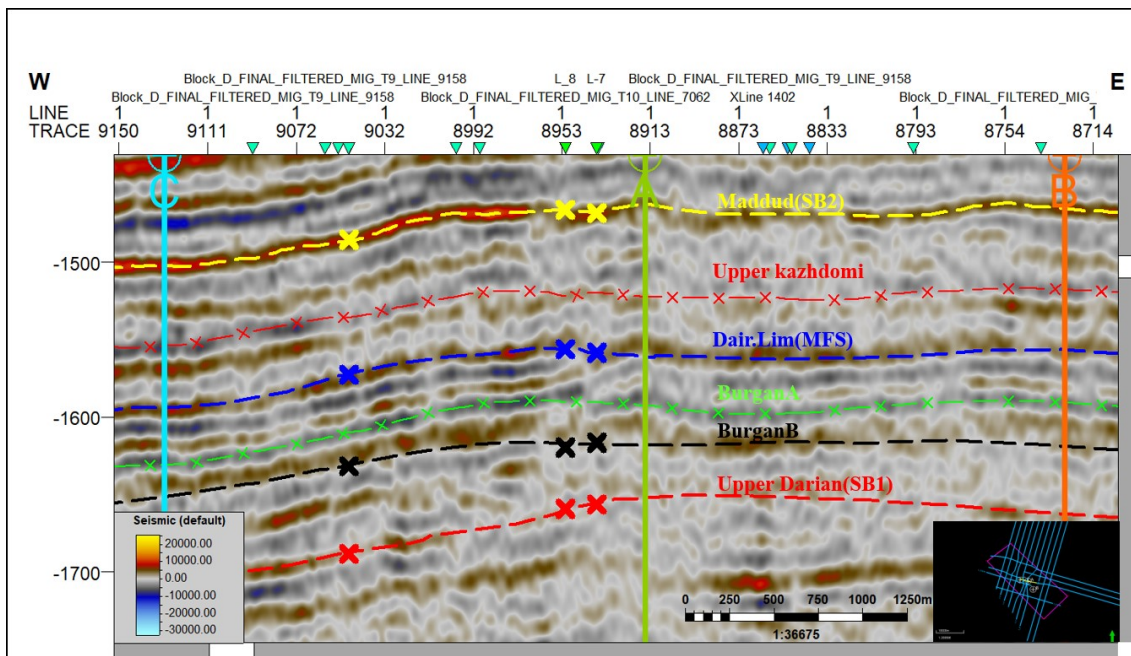 Block_D_FINAL_FILTERED_MIG_T9_LINE_9158 L_8 L-7 Block_D_FINAL_FILTERED_MIG_T9_LINE_9158
W E
Block_D_FINAL_FILTERED_MIG_T9_LINE_9158 Block_D_FINAL_FILTERED_MIG_T10_LINE_7062 XLine 1402 Block_D_FINAL_FILTERED_MIG_
LINE 1 1 1 1 1 1 1 1 1 1 1 1
TRACE 9150 9111 9072 9032 8992 8953 8913 8873 8833 8793 8754 8714
C A B
Maddud(SB2)
-1500
Upper kazhdomi
Dair.Lim(MFS)
BurganA
-1600
BurganB
Upper Darian(SB1)
Seismic (default)
20000.00
10000.00
0.00
-10000.00
-20000.00
-30000.00
-1700
0 250 500 750 1000 1250m
1:36675